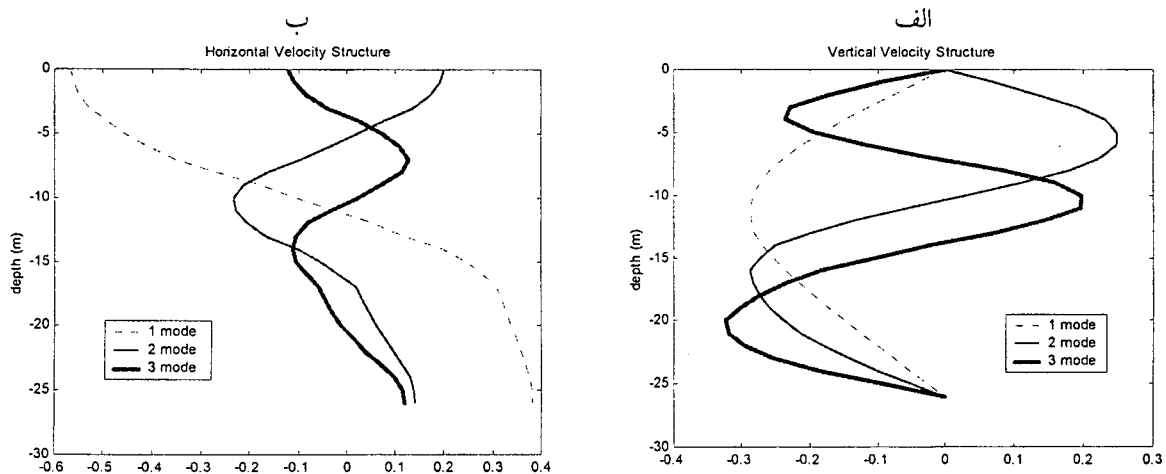 ب
Horizontal Velocity Structure
0
-5
-10
-15
-20
-25
-30
depth (m)
1 mode
2 mode
3 mode
-0.6 -0.5 -0.4 -0.3 -0.2 -0.1 0 0.1 0.2 0.3 0.4
الف
Vertical Velocity Structure
0
-5
-10
-15
-20
-25
-30
depth (m)
1 mode
2 mode
3 mode
-0.4 -0.3 -0.2 -0.1 0 0.1 0.2 0.3